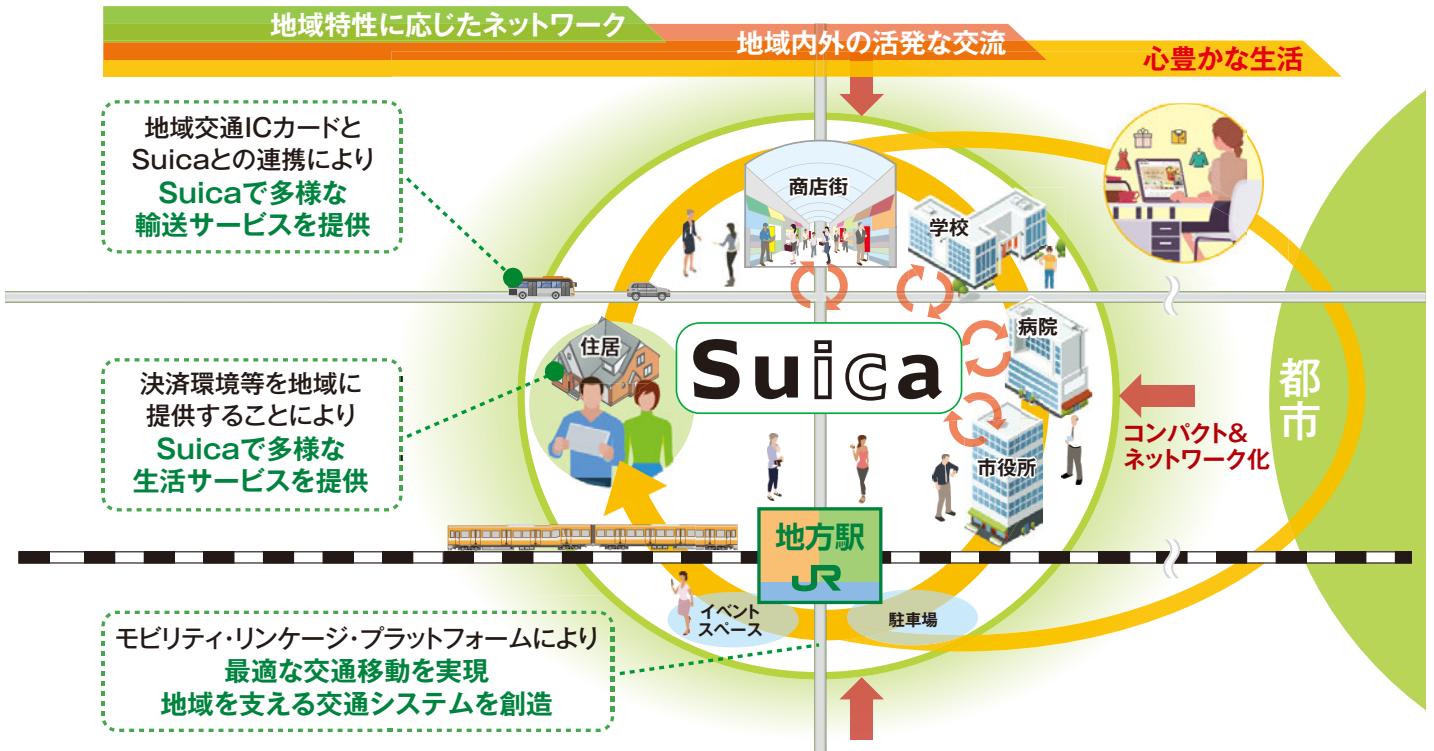 地域特性に応じたネットワーク
地域内外の活発な交流
心豊かな生活
地域交通ICカードと
Suicaとの連携により
Suicaで多様な
輸送サービスを提供
商店街
学校
病院
住居
Suica
市役所
都市
決済環境等を地域に
提供することにより
Suicaで多様な
生活サービスを提供
コンパクト&
ネットワーク化
地方駅
JR
イベント
スペース
駐車場
モビリティ・リンケージ・プラットフォームにより
最適な交通移動を実現
地域を支える交通システムを創造